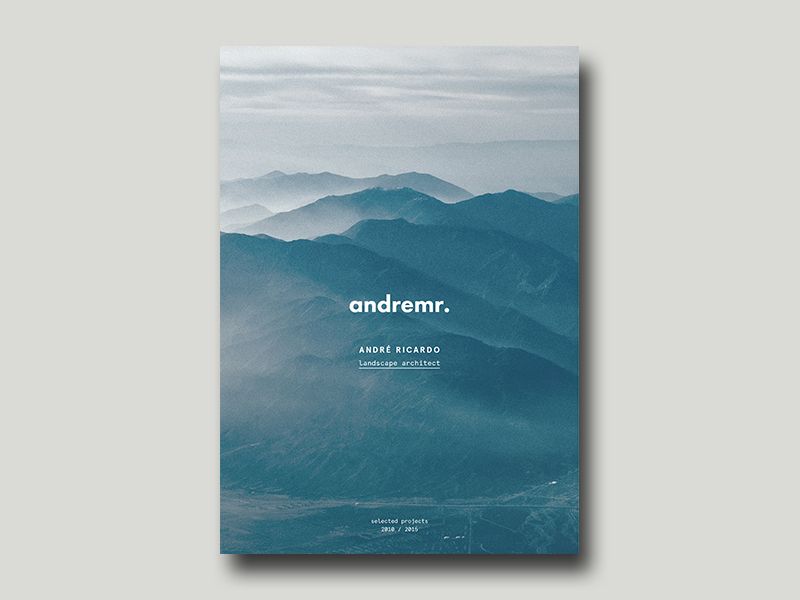 andremr.
ANDRÉ RICARDO
landscape architect
selected projects
2010 / 2015